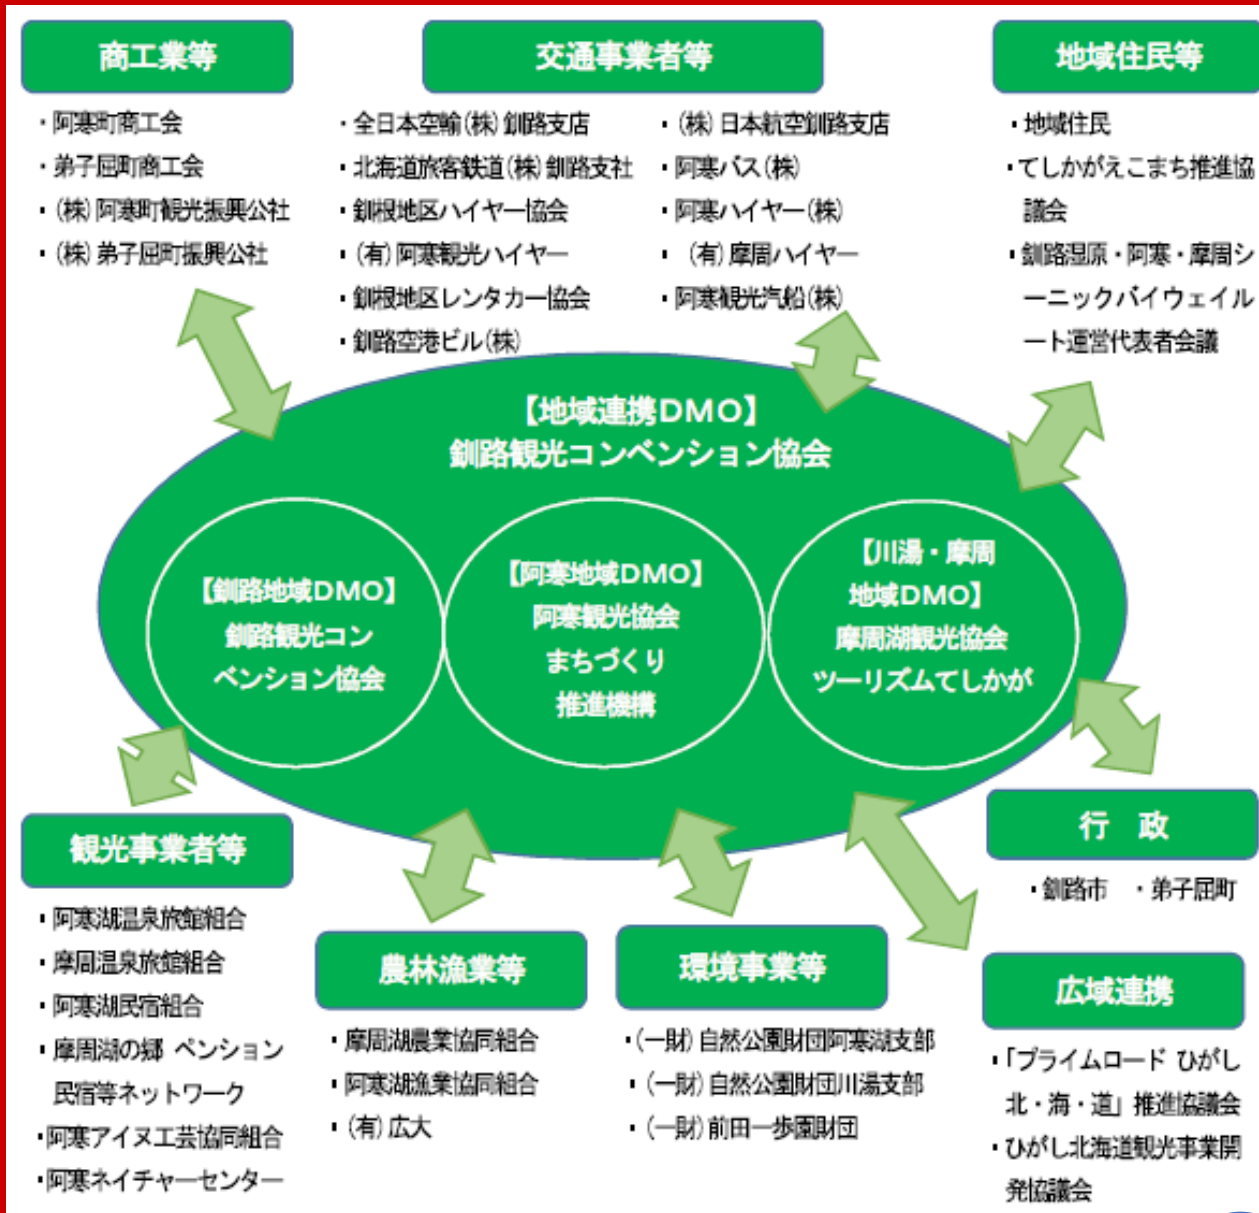 商工業等
・阿寒町商工会
・弟子屈町商工会
・(株)阿寒町観光振興公社
・(株)弟子屈町振興公社
交通事業者等
・全日本空輸(株)釧路支店
・北海道旅客鉄道(株)釧路支社
・釧根地区ハイヤー協会
・(有)阿寒観光ハイヤー
・釧根地区レンタカー協会
・釧路空港ビル(株)
・(株)日本航空釧路支店
・阿寒バス(株)
・阿寒ハイヤー(株)
・(有)摩周ハイヤー
・阿寒観光汽船(株)
地域住民等
・地域住民
・てしかがえこまち推進協
議会
・釧路湿原・阿寒・摩周シ
ーニックバイウェイル
ート運営代表者会議
【地域連携DMO】
釧路観光コンベンション協会
【釧路地域DMO】
釧路観光コン
ベンション協会
【阿寒地域DMO】
阿寒観光協会
まちづくり
推進機構
【川湯・摩周
地域DMO】
摩周湖観光協会
ツーリズムてしかが
観光事業者等
・阿寒湖温泉旅館組合
・摩周温泉旅館組合
・阿寒湖民宿組合
・摩周湖の郷 ペンション
民宿等ネットワーク
・阿寒アイヌ工芸協同組合
・阿寒ネイチャーセンター
農林漁業等
・摩周湖農業協同組合
・阿寒湖漁業協同組合
・(有)広大
環境事業等
・(一財)自然公園財団阿寒湖支部
・(一財)自然公園財団川湯支部
・(一財)前田一歩園財団
行 政
・釧路市 ・弟子屈町
広域連携
・「プライムロード ひがし
北・海・道」推進協議会
・ひがし北海道観光事業開
発協議会